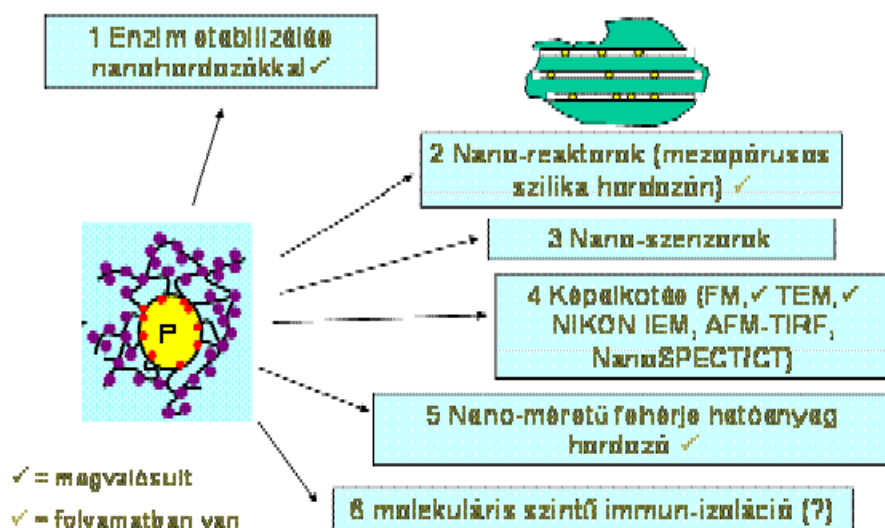 1 Enzim stabilizálás
nanohordozókkal ✓
2 Nano-reaktorok (mezopórusos
szilika hordozón) ✓
3 Nano-szenzorok
4 Képalkotás (FM, ✓ TEM, ✓
NIKON IEM, AFM-TIRF,
NanoSPECT/CT)
P
5 Nano-méretű fehérje hatóanyag
hordozó ✓
✓ = megvalósult
✓ = folyamatban van
6 molekuláris szintű immun-izoláció (?)